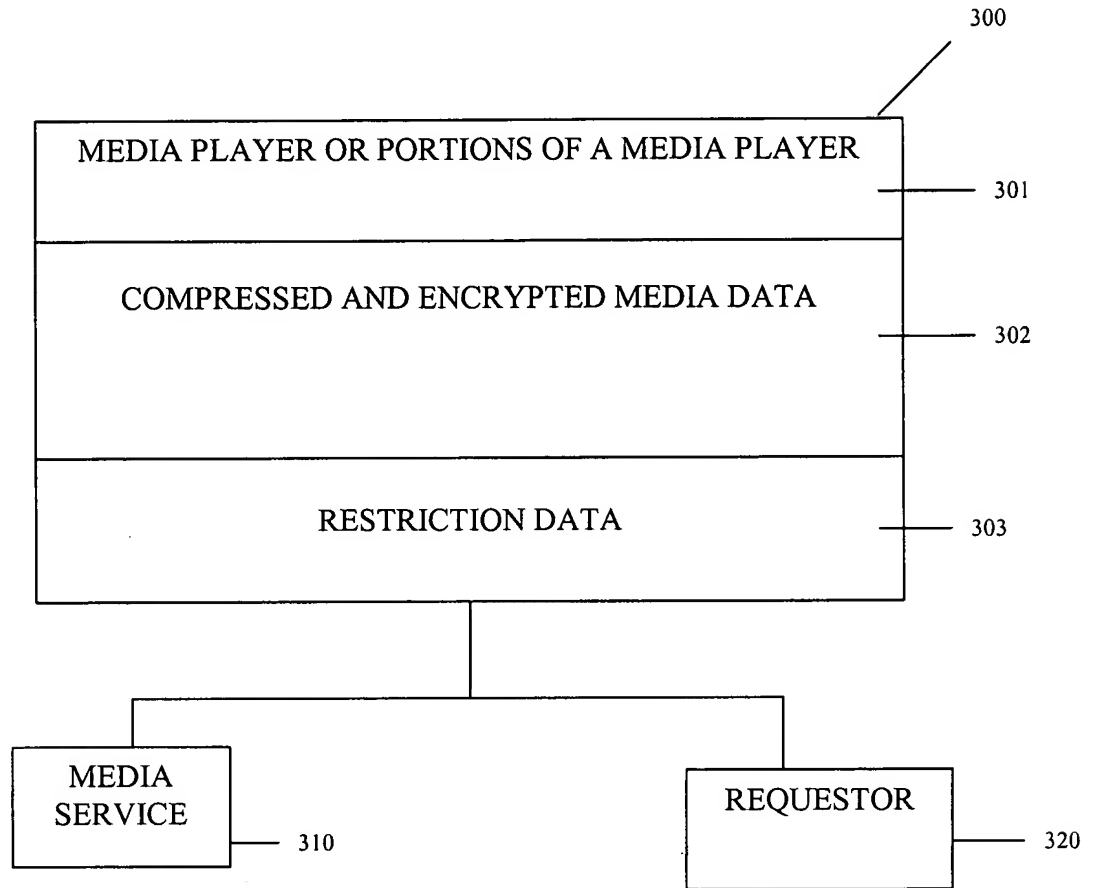 300
MEDIA PLAYER OR PORTIONS OF A MEDIA PLAYER
301
COMPRESSED AND ENCRYPTED MEDIA DATA
302
RESTRICTION DATA
303
MEDIA
SERVICE
310
REQUESTOR
320